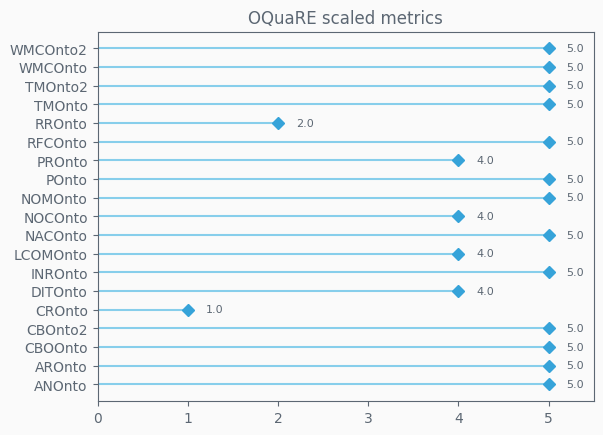 OQuaRE scaled metrics
WMCOnto2 5.0
WMCOnto 5.0
TMOnto2 5.0
TMOnto 5.0
RROnto 2.0
RFCOnto 5.0
PROnto 4.0
POnto 5.0
NOMOnto 5.0
NOCOnto 4.0
NACOnto 5.0
LCOMOnto 4.0
INROnto 5.0
DITOnto 4.0
CROnto 1.0
CBOnto2 5.0
CBOOnto 5.0
AROnto 5.0
ANOnto 5.0
0 1 2 3 4 5